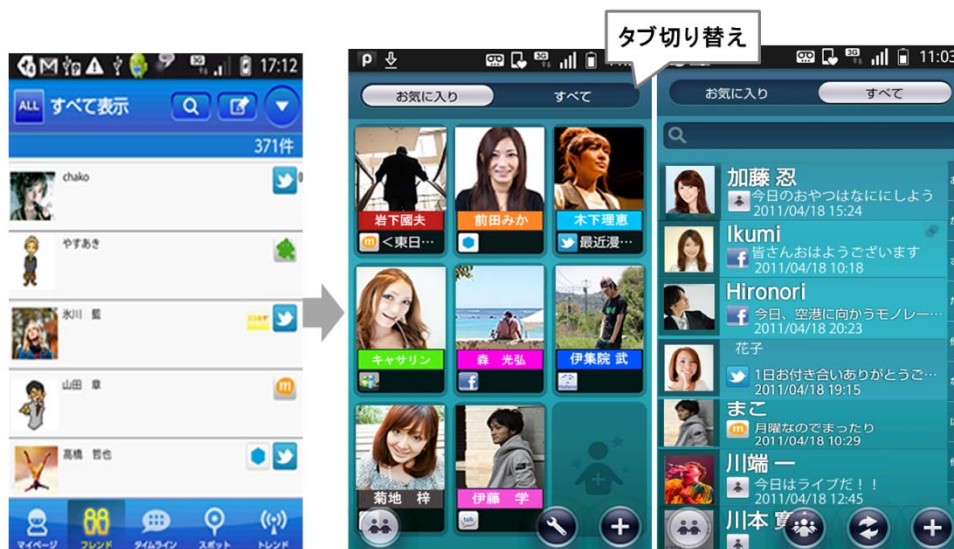 タブ切り替え
17:12
ALL すべて表示
371件
chako
やすあき
氷川 藍
山田 章
高橋 哲也
マイページ
フレンド
タイムライン
スポット
トレンド
3G
お気に入り
すべて
岩下國夫
前田みか
木下理恵
<東日…
最近漫…
キャサリン
森 光弘
伊集院 武
菊地 梓
伊藤 学
talk
3G
11:03
お気に入り
すべて
加藤 忍
今日のおやつはなににしよう
2011/04/18 15:24
Ikumi
皆さんおはようございます
2011/04/18 10:18
Hironori
今日、空港に向かうモノレー…
2011/04/18 20:23
花子
1日お付き合いありがとうご…
2011/04/18 19:15
まこ
月曜なのでまったり
2011/04/18 10:29
川端 一
今日はライブだ！！
2011/04/18 12:45
川本 寛